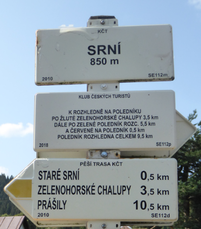 KČT
SRNÍ
850 m
2010 SE112m
KLUB ČESKÝCH TURISTŮ
K ROZHLEDNĚ NA POLEDNÍKU
PO ŽLUTÉ ZELENOHORSKÉ CHALUPY 3,5 km
DÁLE PO ZELENÉ POLEDNÍK ROZC. 5,5 km
A ČERVENĚ NA POLEDNÍK 0,5 km
POLEDNÍK ROZHLEDNA CELKEM 9,5 km
2010 SE112p
PĚŠÍ TRASA KČT
STARÉ SRNÍ 0,5 km
ZELENOHORSKÉ CHALUPY 3,5 km
PRÁŠILY 10,5 km
2010 SE112d